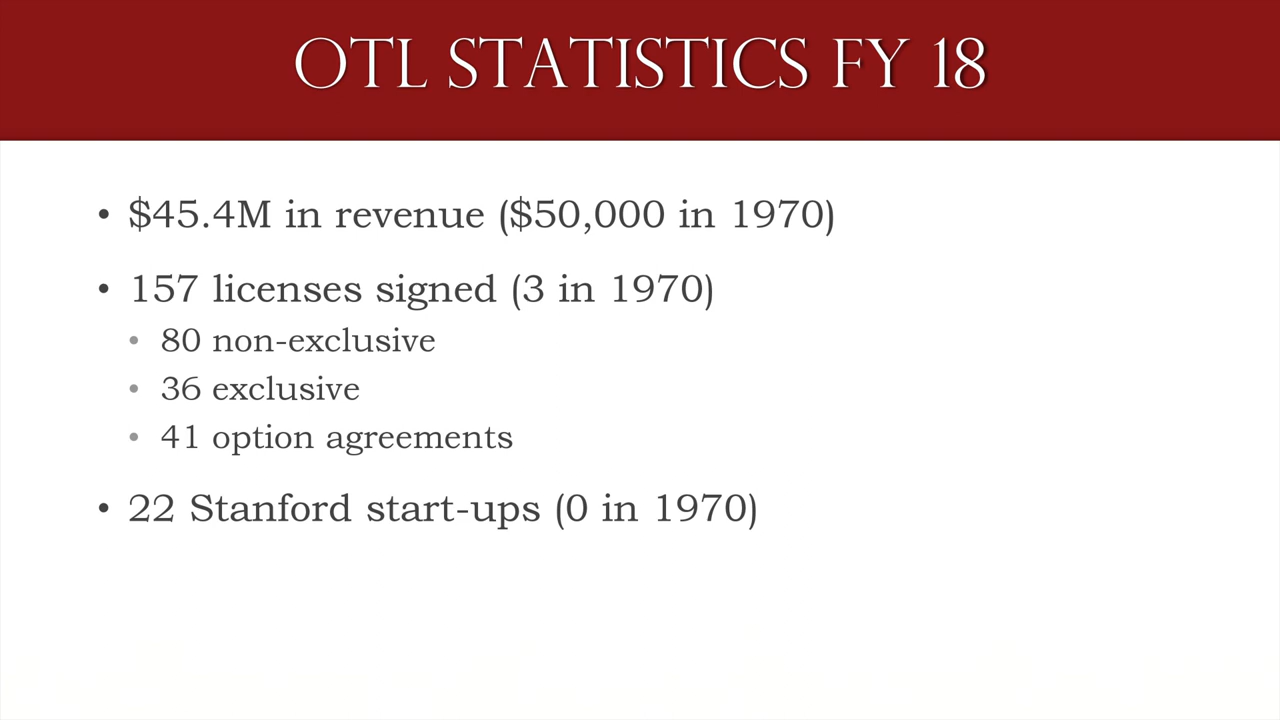 OTL STATISTICS FY 18
• $45.4M in revenue ($50,000 in 1970)
• 157 licenses signed (3 in 1970)
• 80 non-exclusive
• 36 exclusive
• 41 option agreements
• 22 Stanford start-ups (0 in 1970)